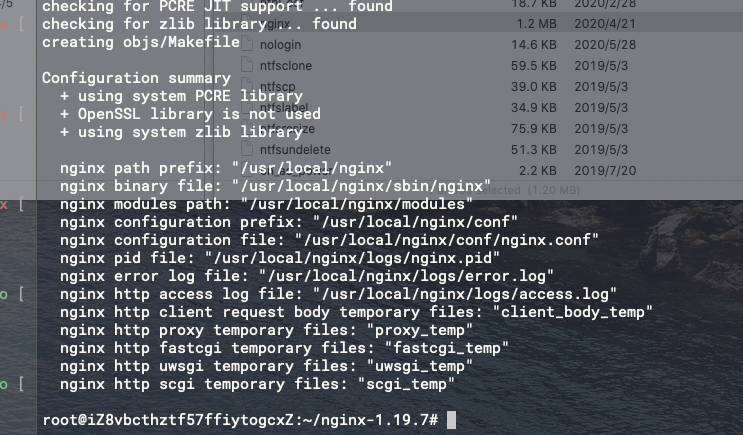 checking for PCRE JIT support ... found
checking for zlib library ... found
creating objs/Makefile
Configuration summary
+ using system PCRE library
+ OpenSSL library is not used
+ using system zlib library
nginx path prefix: "/usr/local/nginx"
nginx binary file: "/usr/local/nginx/sbin/nginx"
nginx modules path: "/usr/local/nginx/modules"
nginx configuration prefix: "/usr/local/nginx/conf"
nginx configuration file: "/usr/local/nginx/conf/nginx.conf"
nginx pid file: "/usr/local/nginx/logs/nginx.pid"
nginx error log file: "/usr/local/nginx/logs/error.log"
nginx http access log file: "/usr/local/nginx/logs/access.log"
nginx http client request body temporary files: "client_body_temp"
nginx http proxy temporary files: "proxy_temp"
nginx http fastcgi temporary files: "fastcgi_temp"
nginx http uwsgi temporary files: "uwsgi_temp"
nginx http scgi temporary files: "scgi_temp"
root@iZ8vbcthztf57ffiytogcxZ:~/nginx-1.19.7#
18.7 KB 2020/2/28
nginx 1.2 MB 2020/4/21
nologin 14.6 KB 2020/5/28
ntfsclone 59.5 KB 2019/5/3
ntfscp 39.0 KB 2019/5/3
ntfslabel 34.9 KB 2019/5/3
ntfsresize 75.9 KB 2019/5/3
ntfsundelete 51.3 KB 2019/5/3
2.2 KB 2019/7/20
selected (1.20 MB)